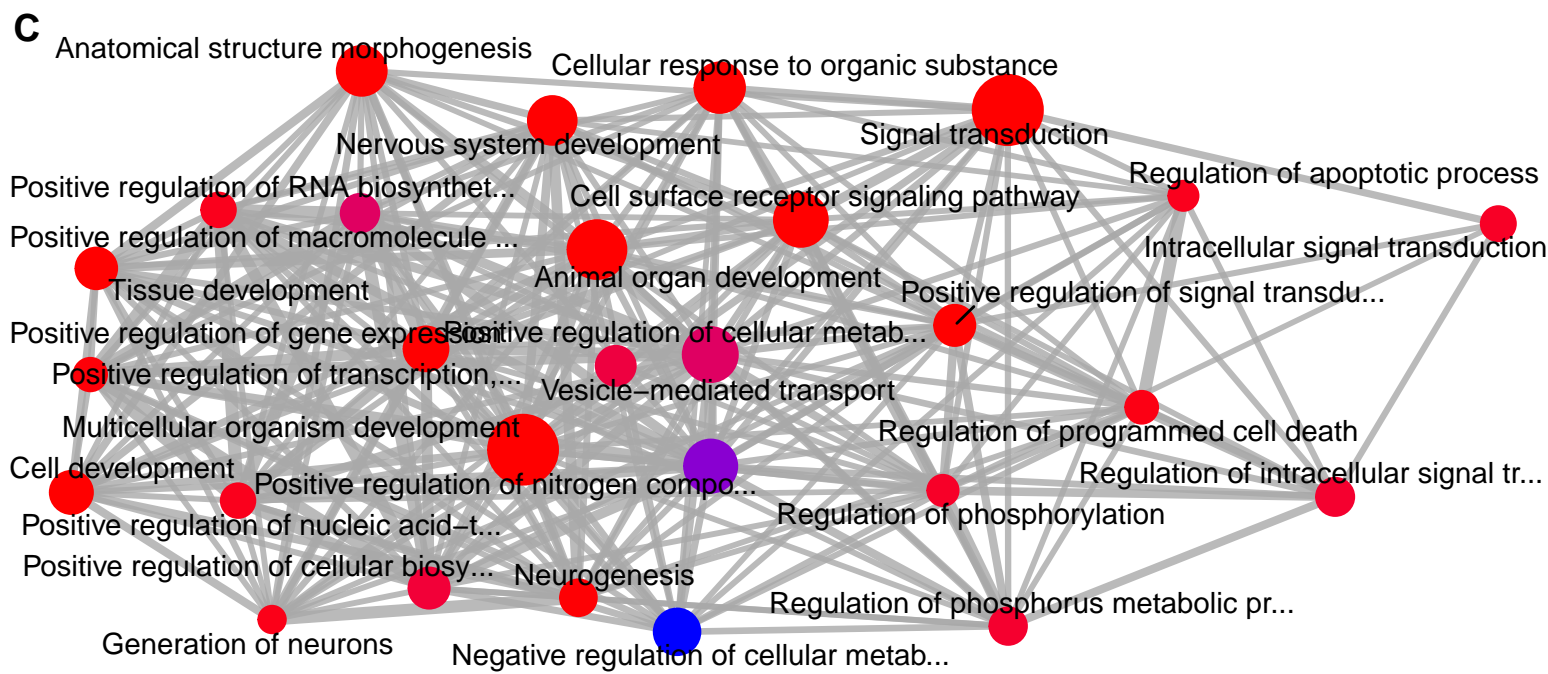 C
Anatomical structure morphogenesis
Cellular response to organic substance
Signal transduction
Nervous system development
Regulation of apoptotic process
Positive regulation of RNA biosynthet...
Cell surface receptor signaling pathway
Positive regulation of macromolecule ...
Intracellular signal transduction
Animal organ development
Tissue development
Positive regulation of signal transdu...
Positive regulation of gene expression
Positive regulation of cellular metab...
Positive regulation of transcription,...
Vesicle−mediated transport
Multicellular organism development
Regulation of programmed cell death
Cell development
Regulation of intracellular signal tr...
Positive regulation of nitrogen compo...
Regulation of phosphorylation
Positive regulation of nucleic acid−t...
Positive regulation of cellular biosy...
Neurogenesis
Regulation of phosphorus metabolic pr...
Generation of neurons
Negative regulation of cellular metab...